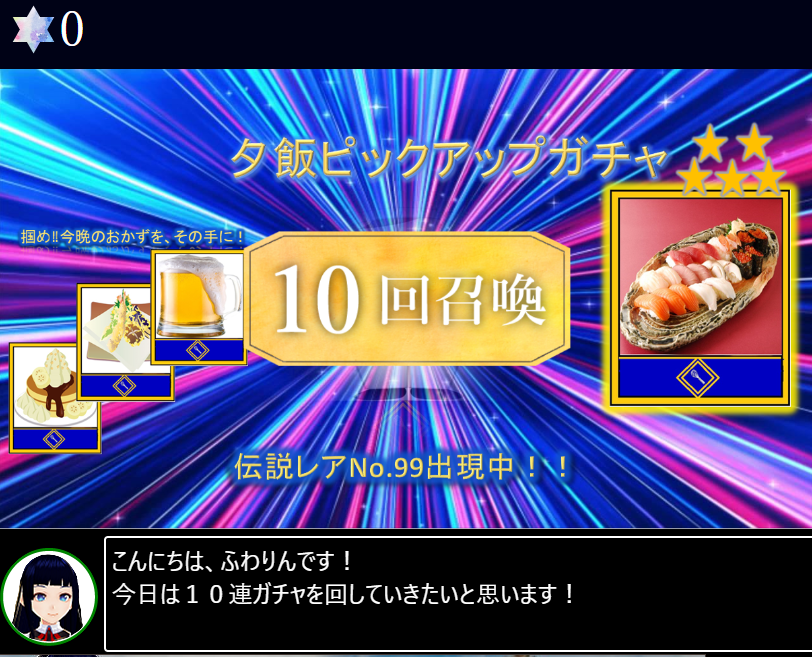 0
夕飯ピックアップガチャ
掴め!!今晩のおかずを、その手に！
10回召喚
伝説レアNo.99出現中！！
こんにちは、ふわりんです！
今日は１０連ガチャを回していきたいと思います！